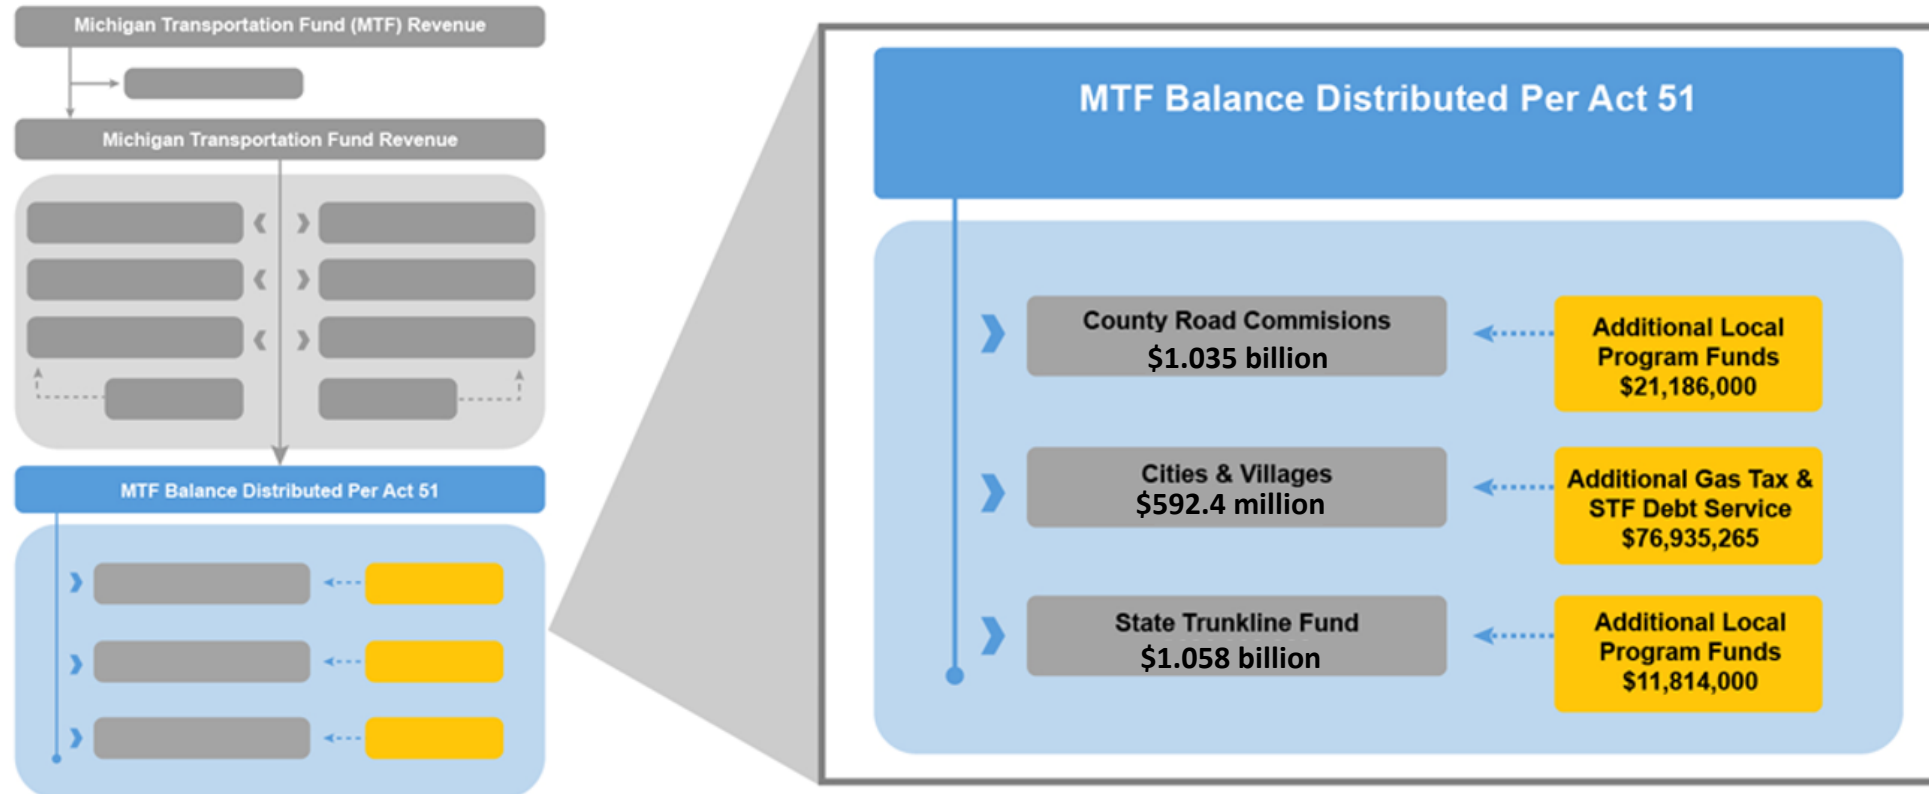 Michigan Transportation Fund (MTF) Revenue
Michigan Transportation Fund Revenue
MTF Balance Distributed Per Act 51
MTF Balance Distributed Per Act 51
County Road Commisions
$1.035 billion
Additional Local
Program Funds
$21,186,000
Cities & Villages
$592.4 million
Additional Gas Tax &
STF Debt Service
$76,935,265
State Trunkline Fund
$1.058 billion
Additional Local
Program Funds
$11,814,000